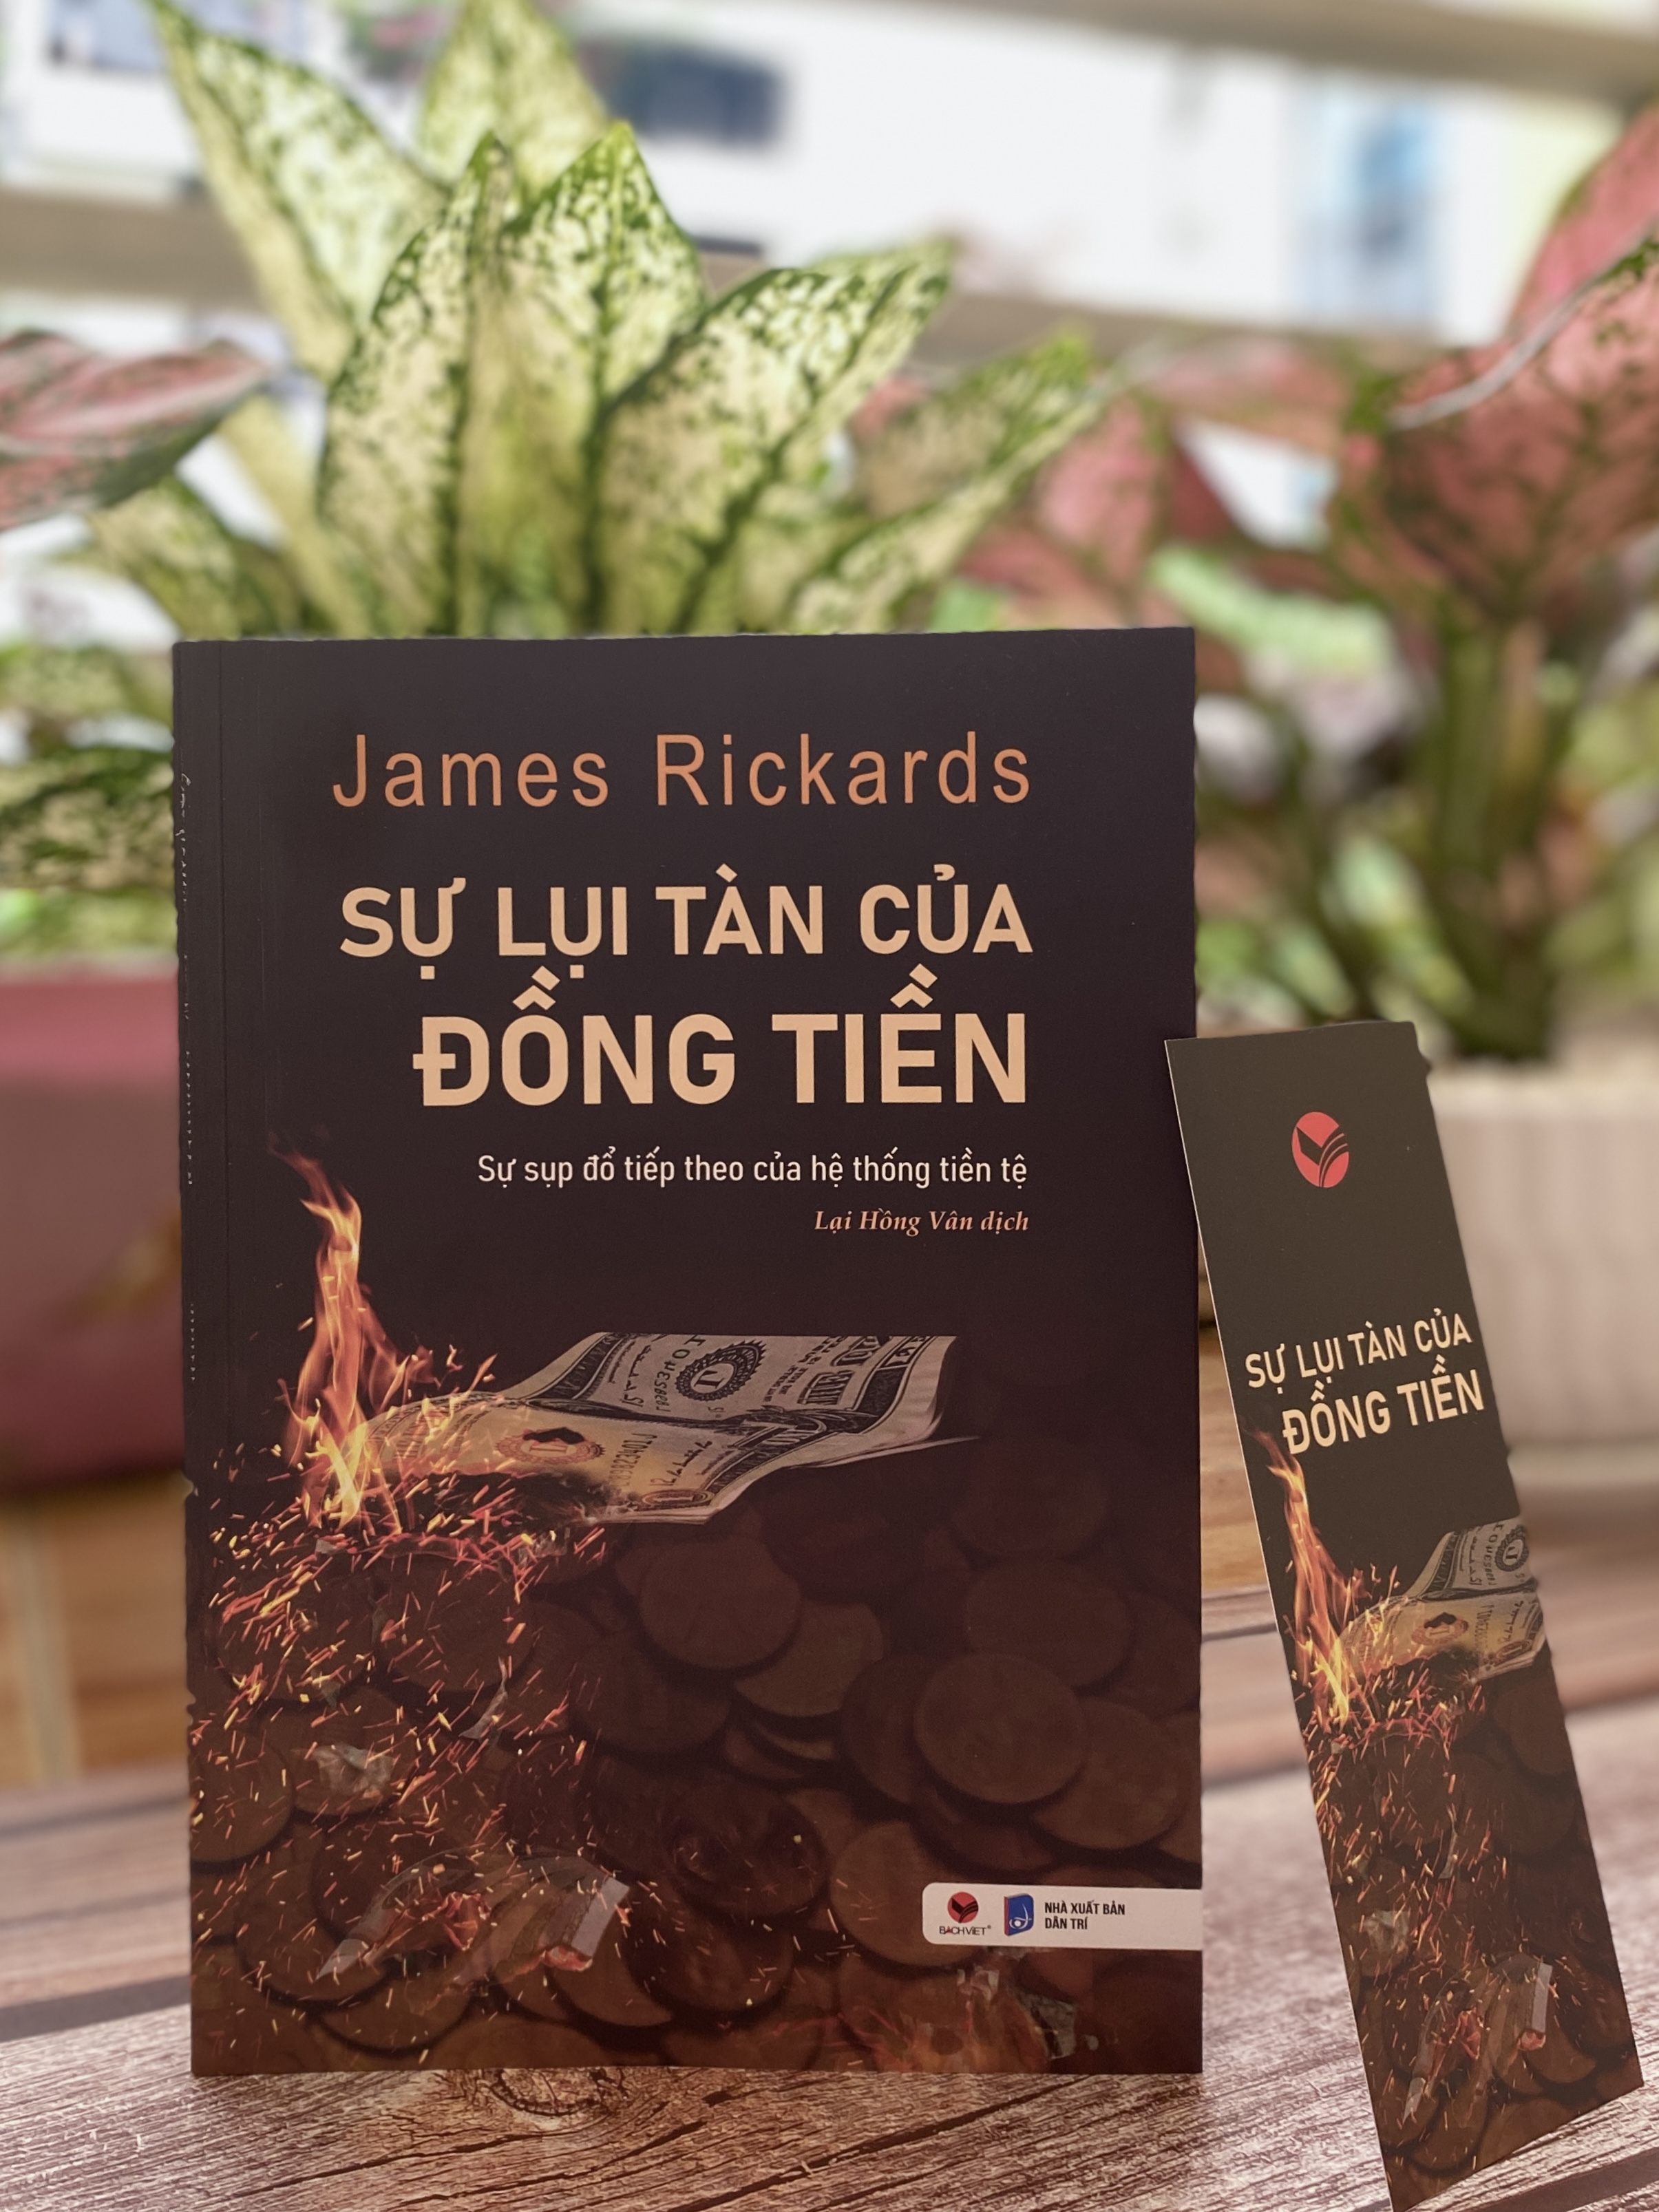 James Rickards
SỰ LỤI TÀN CỦA
ĐỒNG TIỀN
Sự sụp đổ tiếp theo của hệ thống tiền tệ
Lại Hồng Vân dịch
BACHVIET®
NHÀ XUẤT BẢN
DÂN TRÍ
SỰ LỤI TÀN CỦA
ĐỒNG TIỀN